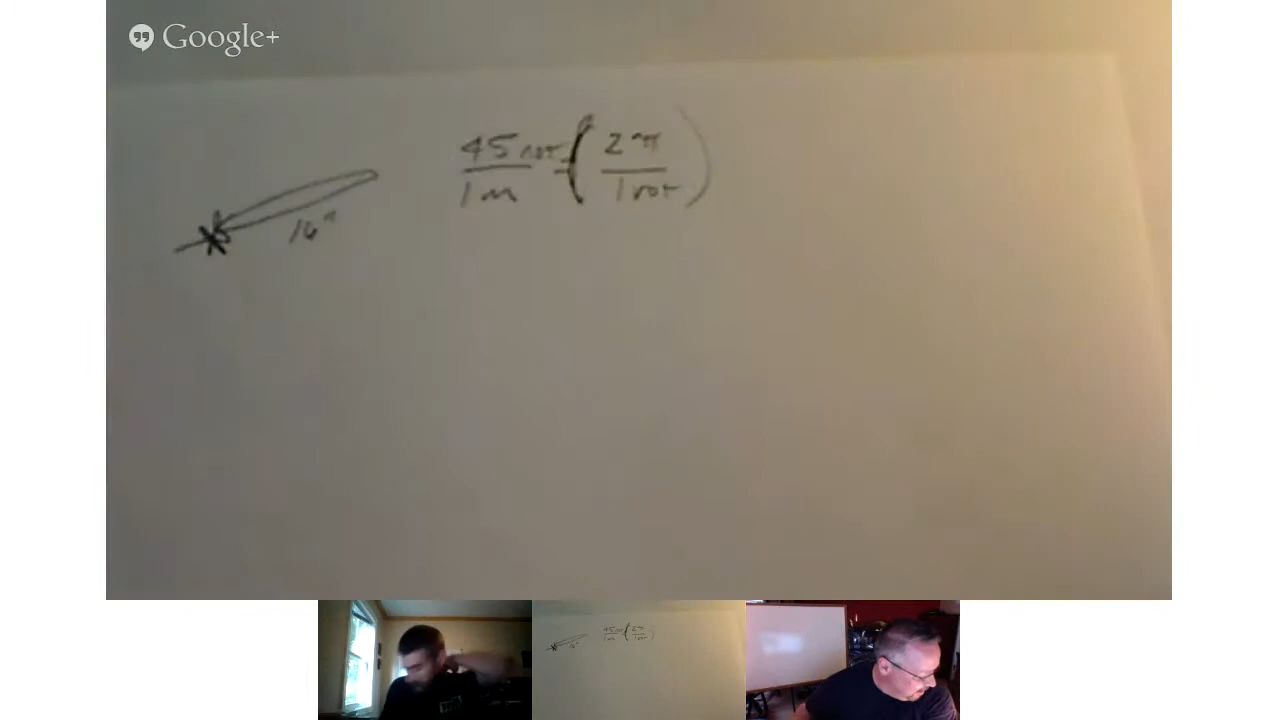 Google+
45 rot (2π)
1 m 1 rot
16"